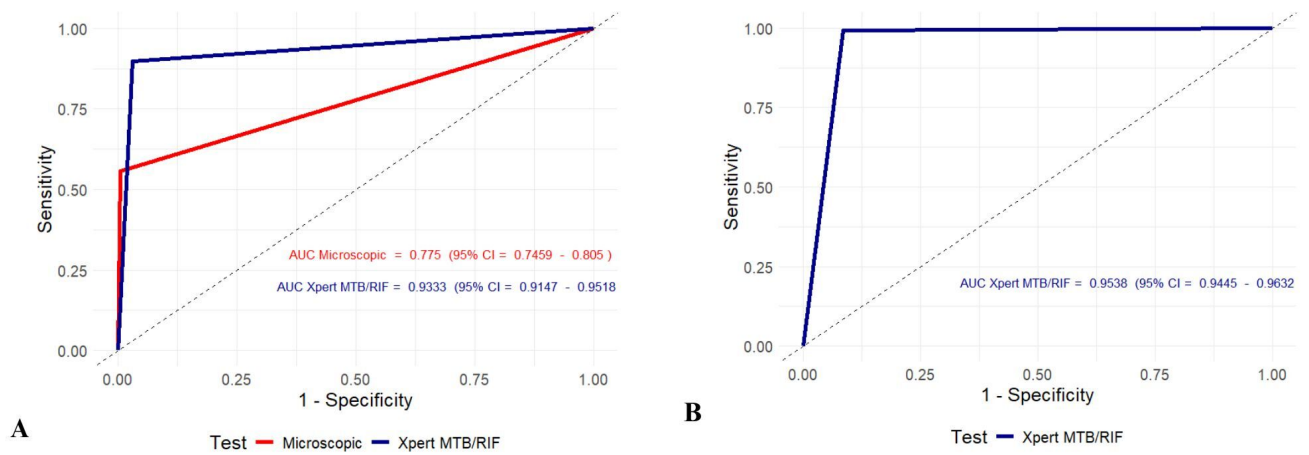 1.00
0.75
0.50
0.25
0.00
Sensitivity
AUC Microscopic = 0.775 (95% CI = 0.7459 - 0.805 )
AUC Xpert MTB/RIF = 0.9333 (95% CI = 0.9147 - 0.9518
0.00 0.25 0.50 0.75 1.00
1 - Specificity
A
Test Microscopic Xpert MTB/RIF
1.00
0.75
0.50
0.25
0.00
Sensitivity
AUC Xpert MTB/RIF = 0.9538 (95% CI = 0.9445 - 0.9632
0.00 0.25 0.50 0.75 1.00
1 - Specificity
B
Test Xpert MTB/RIF